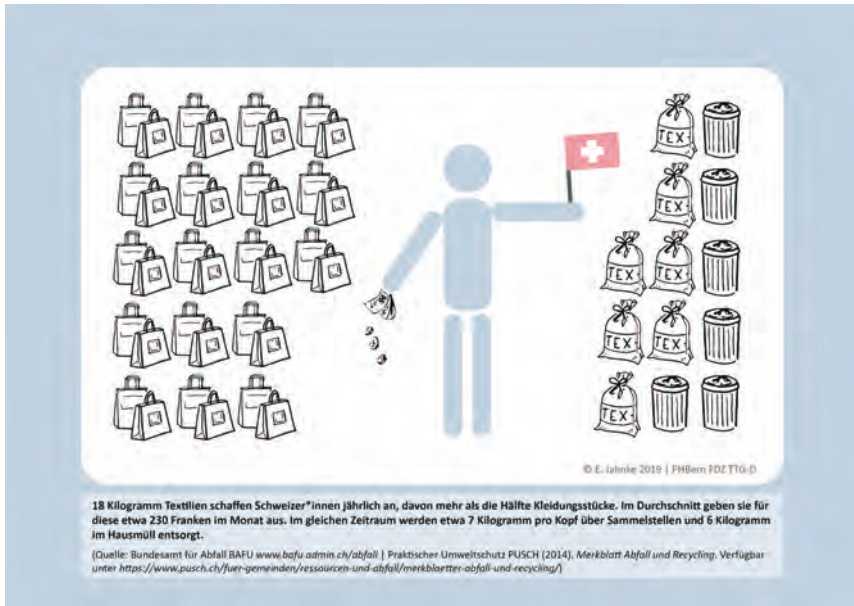 TEX
TEX
TEX
TEX
TEX
TEX
TEX
© E. Jahnke 2019 | PHBern FDZ TTG-D
18 Kilogramm Textilien schaffen Schweizer*innen jährlich an, davon mehr als die Hälfte Kleidungsstücke. Im Durchschnitt geben sie für
diese etwa 230 Franken im Monat aus. Im gleichen Zeitraum werden etwa 7 Kilogramm pro Kopf über Sammelstellen und 6 Kilogramm
im Hausmüll entsorgt.
(Quelle: Bundesamt für Abfall BAFU www.bafu.admin.ch/abfall | Praktischer Umweltschutz PUSCH (2014). Merkblatt Abfall und Recycling. Verfügbar
unter https://www.pusch.ch/fuer-gemeinden/ressourcen-und-abfall/merkblaetter-abfall-und-recycling/)